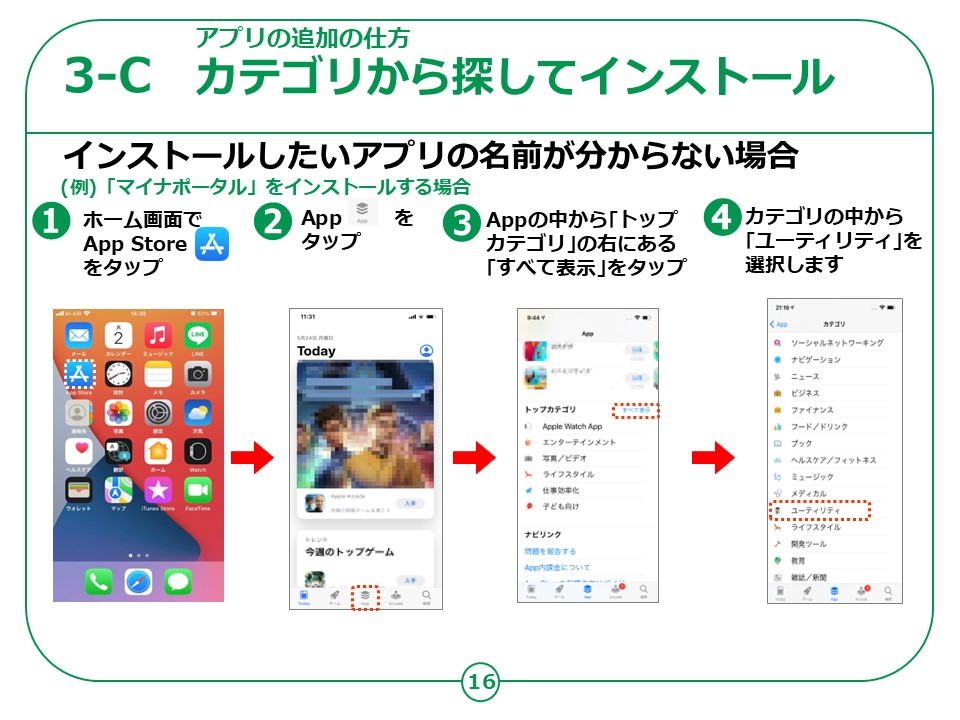 アプリの追加の仕方
3-C カテゴリから探してインストール
インストールしたいアプリの名前が分からない場合
(例)「マイナポータル」をインストールする場合
1
ホーム画面で
App Store
をタップ
2
App を
タップ
3
Appの中から｢トップ
カテゴリ｣の右にある
｢すべて表示｣をタップ
4
カテゴリの中から
｢ユーティリティ｣を
選択します
14:39
メール カレンダー ミュージック LINE
App Store 時計 メモ カメラ
連絡先 写真 設定 天気
ヘルスケア 翻訳 ホーム Watch
ウォレット マップ iTunes Store FaceTime
11:31
5月24日 月曜日
Today
Apple Arcade
入手
トレンド
今週のトップゲーム
入手
Today ゲーム App Arcade 検索
9:44
App
トップカテゴリ すべて表示
Apple Watch App
エンターテインメント
写真／ビデオ
ライフスタイル
仕事効率化
子ども向け
ナビリンク
問題を報告する
App内課金について
Today ゲーム App Arcade 検索
21:16
App カテゴリ
ソーシャルネットワーキング
ナビゲーション
ニュース
ビジネス
ファイナンス
フード／ドリンク
ブック
ヘルスケア／フィットネス
ミュージック
メディカル
ユーティリティ
ライフスタイル
開発ツール
教育
雑誌／新聞
Today ゲーム App Arcade 検索
16